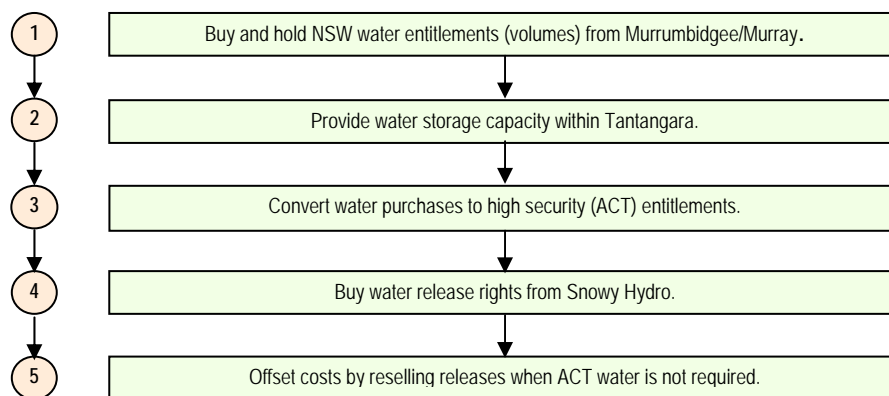 1 Buy and hold NSW water entitlements (volumes) from Murrumbidgee/Murray.
2 Provide water storage capacity within Tantangara.
3 Convert water purchases to high security (ACT) entitlements.
4 Buy water release rights from Snowy Hydro.
5 Offset costs by reselling releases when ACT water is not required.